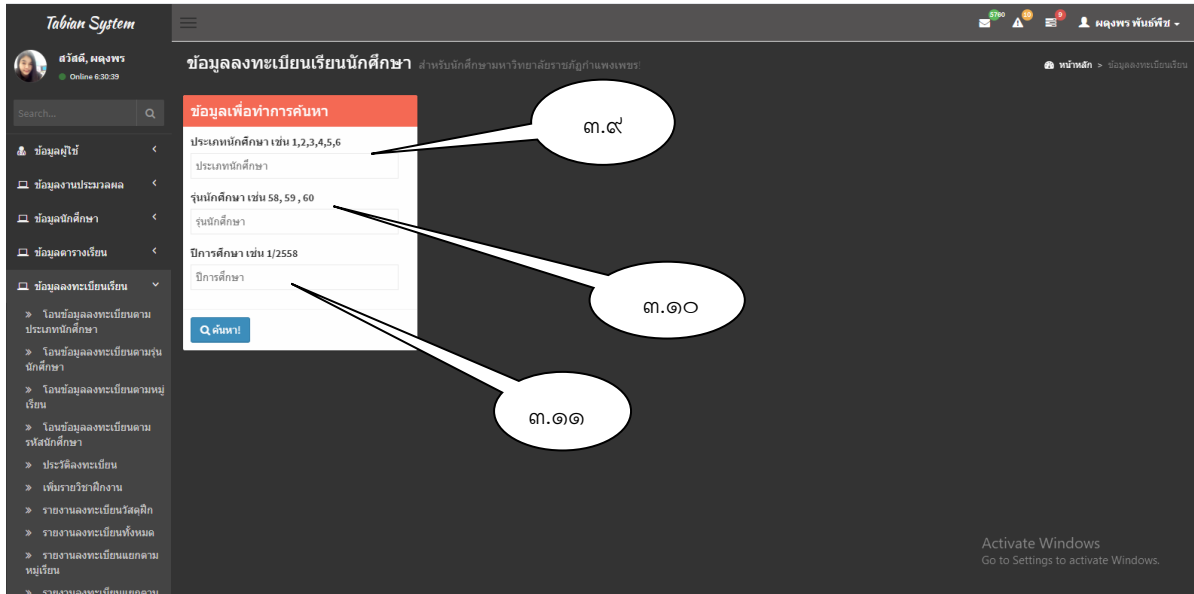 Tabian System
5760
10
9
ผดุงพร พันธ์พืช
สวัสดี, ผดุงพร
Online 6:30:39
Search...
ข้อมูลผู้ใช้
ข้อมูลงานประมวลผล
ข้อมูลนักศึกษา
ข้อมูลตารางเรียน
ข้อมูลลงทะเบียนเรียน
» โอนข้อมูลลงทะเบียนตาม
ประเภทนักศึกษา
» โอนข้อมูลลงทะเบียนตามรุ่น
นักศึกษา
» โอนข้อมูลลงทะเบียนตามหมู่
เรียน
» โอนข้อมูลลงทะเบียนตาม
รหัสนักศึกษา
» ประวัติลงทะเบียน
» เพิ่มรายวิชาฝึกงาน
» รายงานลงทะเบียนวัสดุฝึก
» รายงานลงทะเบียนทั้งหมด
» รายงานลงทะเบียนแยกตาม
หมู่เรียน
» รายงานลงทะเบียนแยกตาม
ข้อมูลลงทะเบียนเรียนนักศึกษา สำหรับนักศึกษามหาวิทยาลัยราชภัฏกำแพงเพชร!
หน้าหลัก > ข้อมูลลงทะเบียนเรียน
ข้อมูลเพื่อทำการค้นหา
ประเภทนักศึกษา เช่น 1,2,3,4,5,6
ประเภทนักศึกษา
รุ่นนักศึกษา เช่น 58, 59 , 60
รุ่นนักศึกษา
ปีการศึกษา เช่น 1/2558
ปีการศึกษา
ค้นหา!
๓.๙
๓.๑๐
๓.๑๑
Activate Windows
Go to Settings to activate Windows.